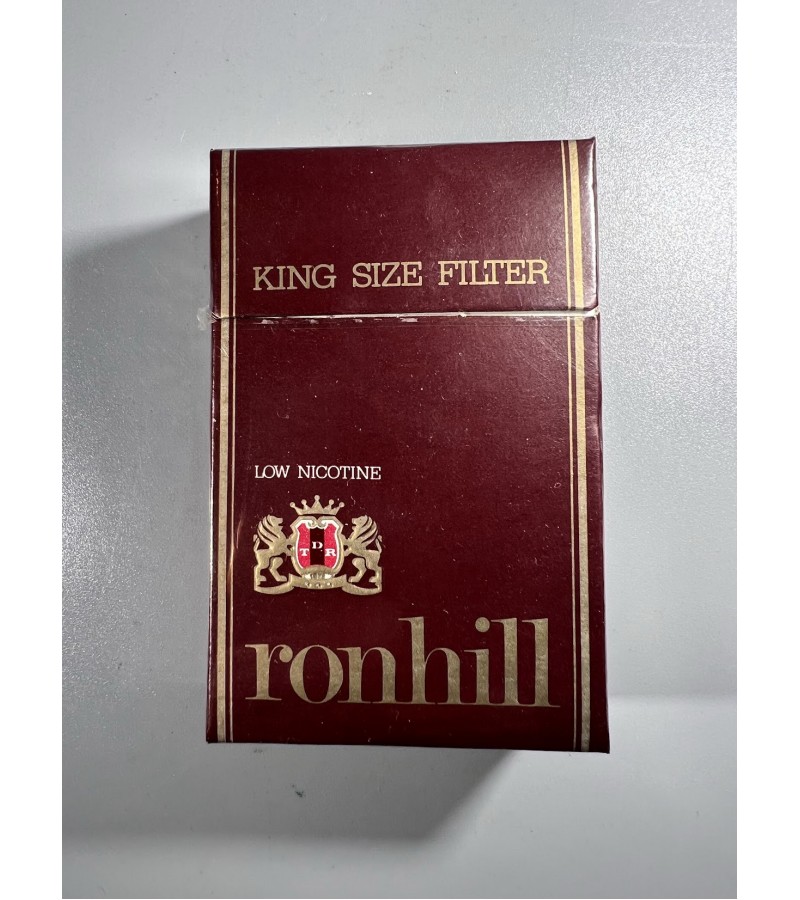 KING SIZE FILTER
LOW NICOTINE
TDR
ronhill